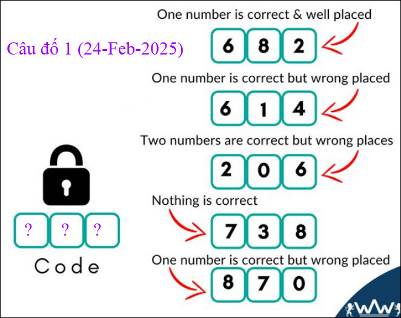 One number is correct & well placed
Câu đố 1 (24-Feb-2025)
6 8 2
One number is correct but wrong placed
6 1 4
Two numbers are correct but wrong places
2 0 6
Nothing is correct
7 3 8
? ? ?
Code
One number is correct but wrong placed
8 7 0
WW